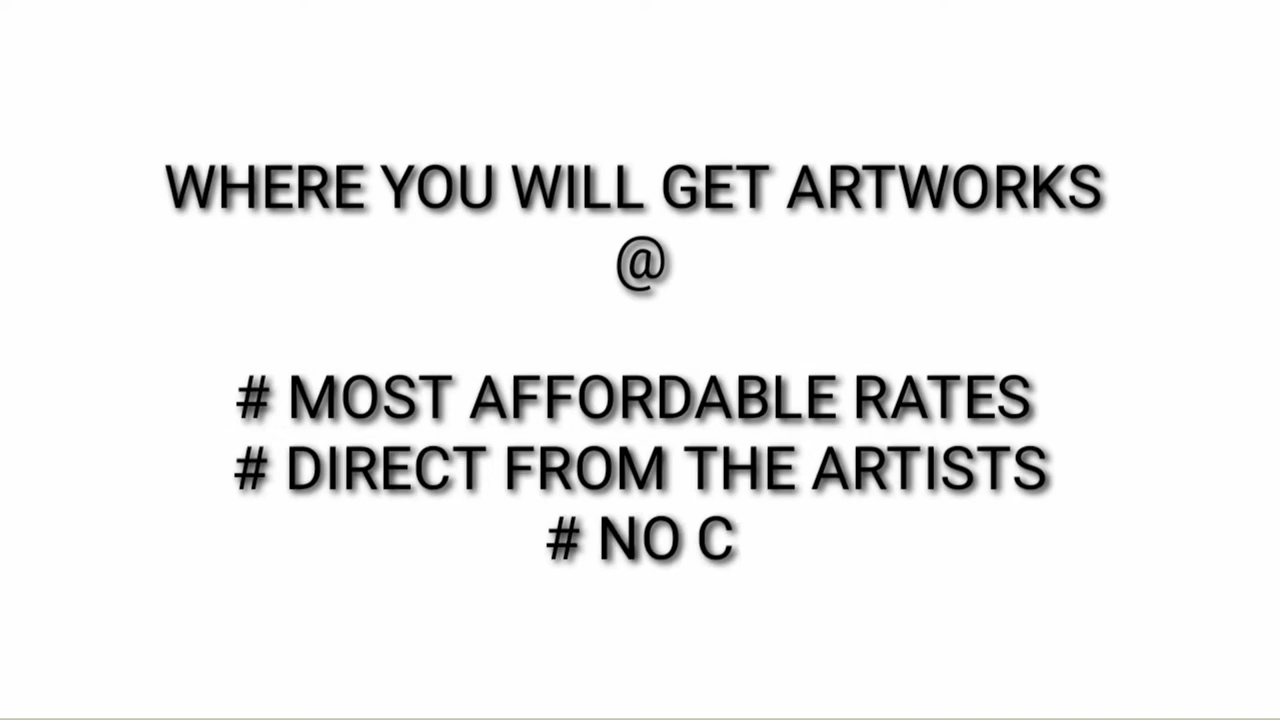 WHERE YOU WILL GET ARTWORKS
@
# MOST AFFORDABLE RATES
# DIRECT FROM THE ARTISTS
# NO C